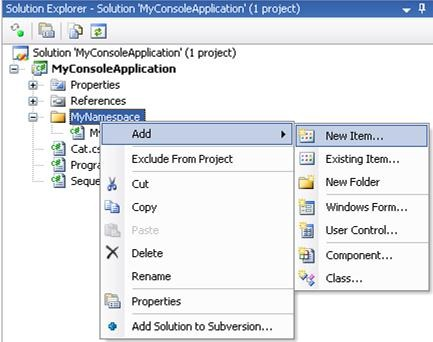 Solution Explorer - Solution 'MyConsoleApplication' (1 project)
Solution 'MyConsoleApplication' (1 project)
MyConsoleApplication
Properties
References
MyNamespace
Add
New Item...
Exclude From Project
Existing Item...
Cat.cs
New Folder
Cut
Windows Form...
Copy
User Control...
Paste
Component...
Delete
Class...
Rename
Properties
Add Solution to Subversion...